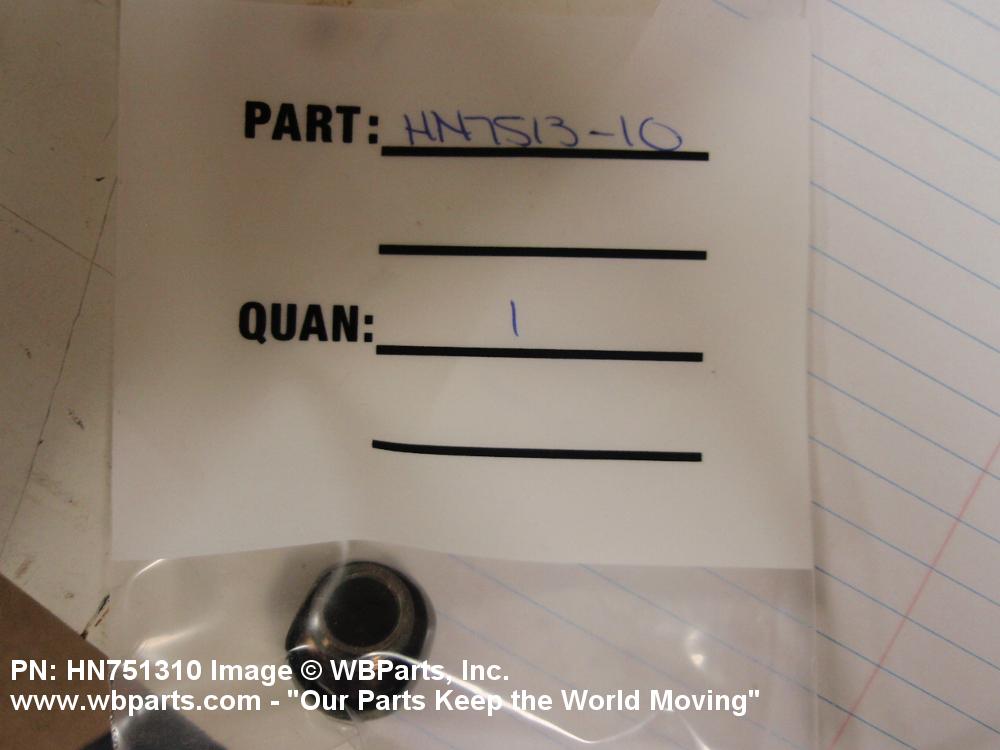 PART: HN7513-10
QUAN: 1
PN: HN751310 Image © WBParts, Inc.
www.wbparts.com - "Our Parts Keep the World Moving"